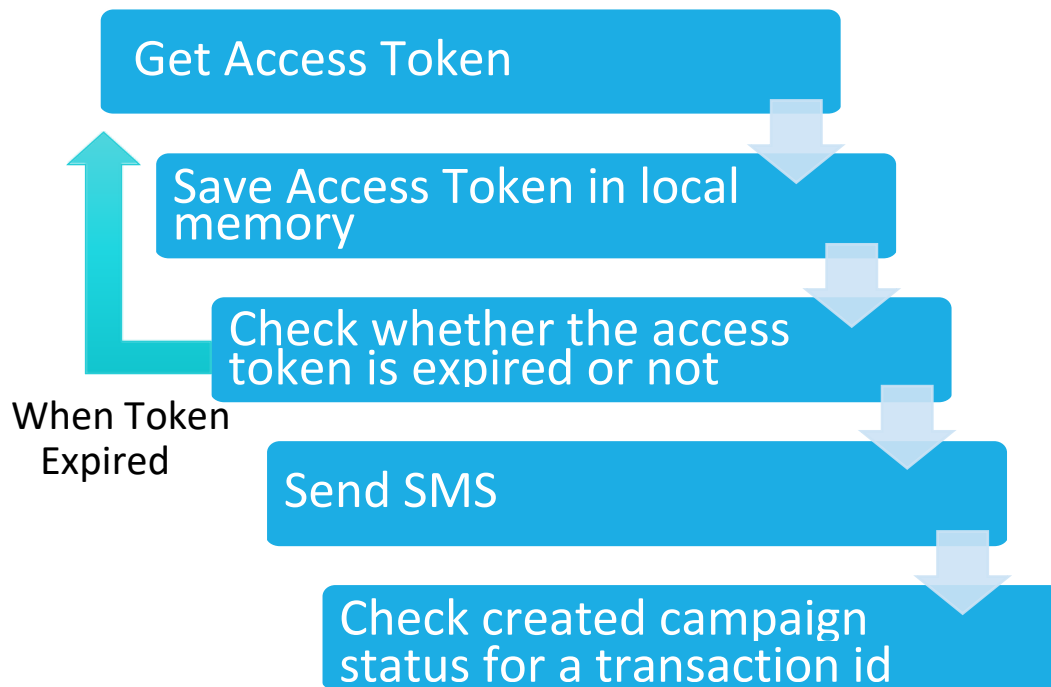 Get Access Token
Save Access Token in local
memory
Check whether the access
token is expired or not
When Token
Expired
Send SMS
Check created campaign
status for a transaction id